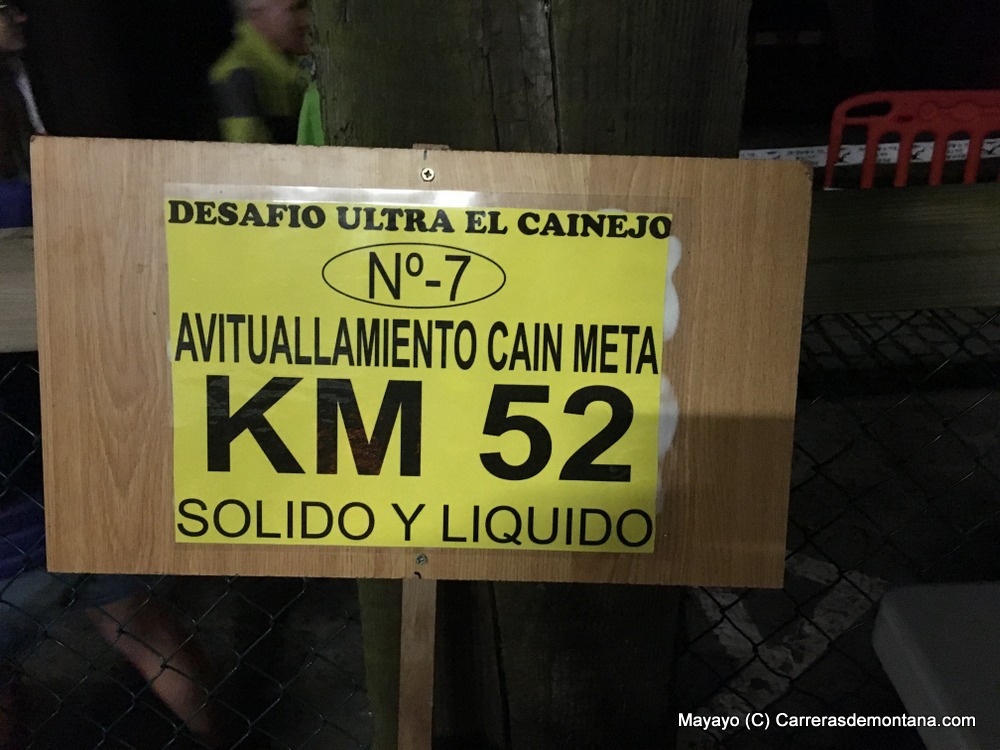 DESAFIO ULTRA EL CAINEJO
Nº-7
AVITUALLAMIENTO CAIN META
KM 52
SOLIDO Y LIQUIDO
Mayayo (C) Carrerasdemontana.com